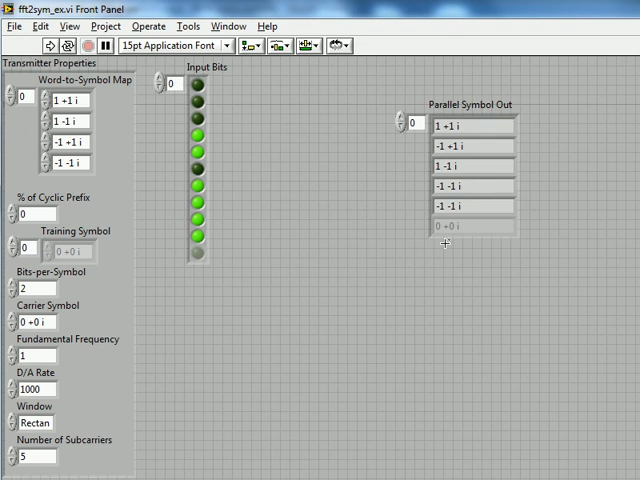 fft2sym_ex.vi Front Panel
File Edit View Project Operate Tools Window Help
15pt Application Font
Transmitter Properties
Word-to-Symbol Map
0
1 +1 i
1 -1 i
-1 +1 i
-1 -1 i
% of Cyclic Prefix
0
Training Symbol
0
0 +0 i
Bits-per-Symbol
2
Carrier Symbol
0 +0 i
Fundamental Frequency
1
D/A Rate
1000
Window
Rectan
Number of Subcarriers
5
Input Bits
0
Parallel Symbol Out
0
1 +1 i
-1 +1 i
1 -1 i
-1 -1 i
-1 -1 i
0 +0 i